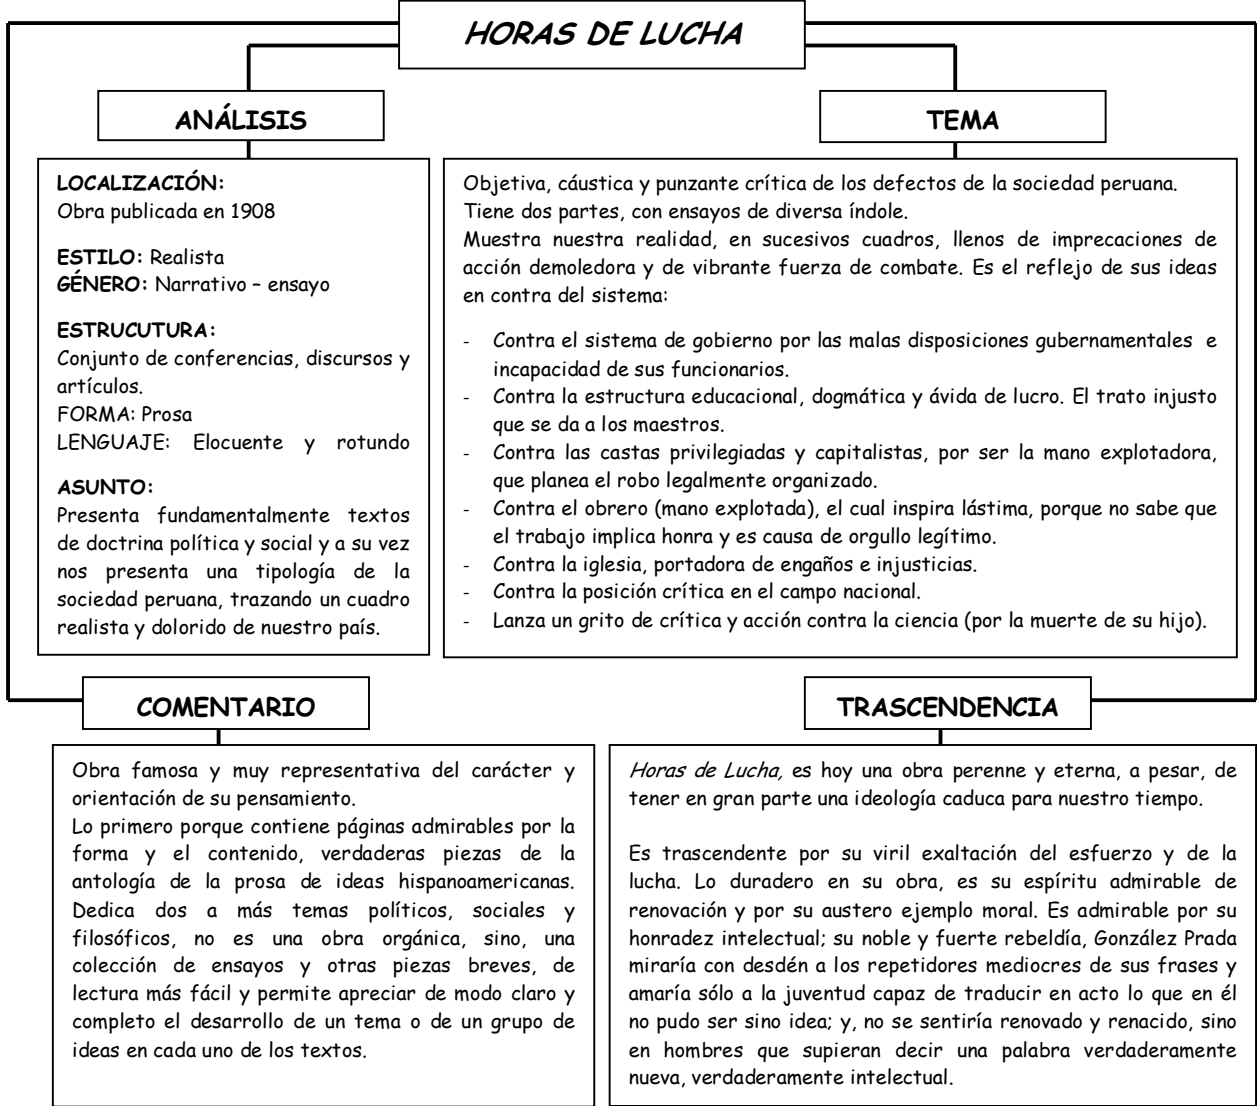 HORAS DE LUCHA
ANÁLISIS
LOCALIZACIÓN:
Obra publicada en 1908
ESTILO: Realista
GÉNERO: Narrativo – ensayo
ESTRUCUTURA:
Conjunto de conferencias, discursos y
artículos.
FORMA: Prosa
LENGUAJE: Elocuente y rotundo
ASUNTO:
Presenta fundamentalmente textos
de doctrina política y social y a su vez
nos presenta una tipología de la
sociedad peruana, trazando un cuadro
realista y dolorido de nuestro país.
TEMA
Objetiva, cáustica y punzante crítica de los defectos de la sociedad peruana.
Tiene dos partes, con ensayos de diversa índole.
Muestra nuestra realidad, en sucesivos cuadros, llenos de imprecaciones de
acción demoledora y de vibrante fuerza de combate. Es el reflejo de sus ideas
en contra del sistema:
- Contra el sistema de gobierno por las malas disposiciones gubernamentales e
incapacidad de sus funcionarios.
- Contra la estructura educacional, dogmática y ávida de lucro. El trato injusto
que se da a los maestros.
- Contra las castas privilegiadas y capitalistas, por ser la mano explotadora,
que planea el robo legalmente organizado.
- Contra el obrero (mano explotada), el cual inspira lástima, porque no sabe que
el trabajo implica honra y es causa de orgullo legítimo.
- Contra la iglesia, portadora de engaños e injusticias.
- Contra la posición crítica en el campo nacional.
- Lanza un grito de crítica y acción contra la ciencia (por la muerte de su hijo).
COMENTARIO
Obra famosa y muy representativa del carácter y
orientación de su pensamiento.
Lo primero porque contiene páginas admirables por la
forma y el contenido, verdaderas piezas de la
antología de la prosa de ideas hispanoamericanas.
Dedica dos a más temas políticos, sociales y
filosóficos, no es una obra orgánica, sino, una
colección de ensayos y otras piezas breves, de
lectura más fácil y permite apreciar de modo claro y
completo el desarrollo de un tema o de un grupo de
ideas en cada uno de los textos.
TRASCENDENCIA
Horas de Lucha, es hoy una obra perenne y eterna, a pesar, de
tener en gran parte una ideología caduca para nuestro tiempo.
Es trascendente por su viril exaltación del esfuerzo y de la
lucha. Lo duradero en su obra, es su espíritu admirable de
renovación y por su austero ejemplo moral. Es admirable por su
honradez intelectual; su noble y fuerte rebeldía, González Prada
miraría con desdén a los repetidores mediocres de sus frases y
amaría sólo a la juventud capaz de traducir en acto lo que en él
no pudo ser sino idea; y, no se sentiría renovado y renacido, sino
en hombres que supieran decir una palabra verdaderamente
nueva, verdaderamente intelectual.